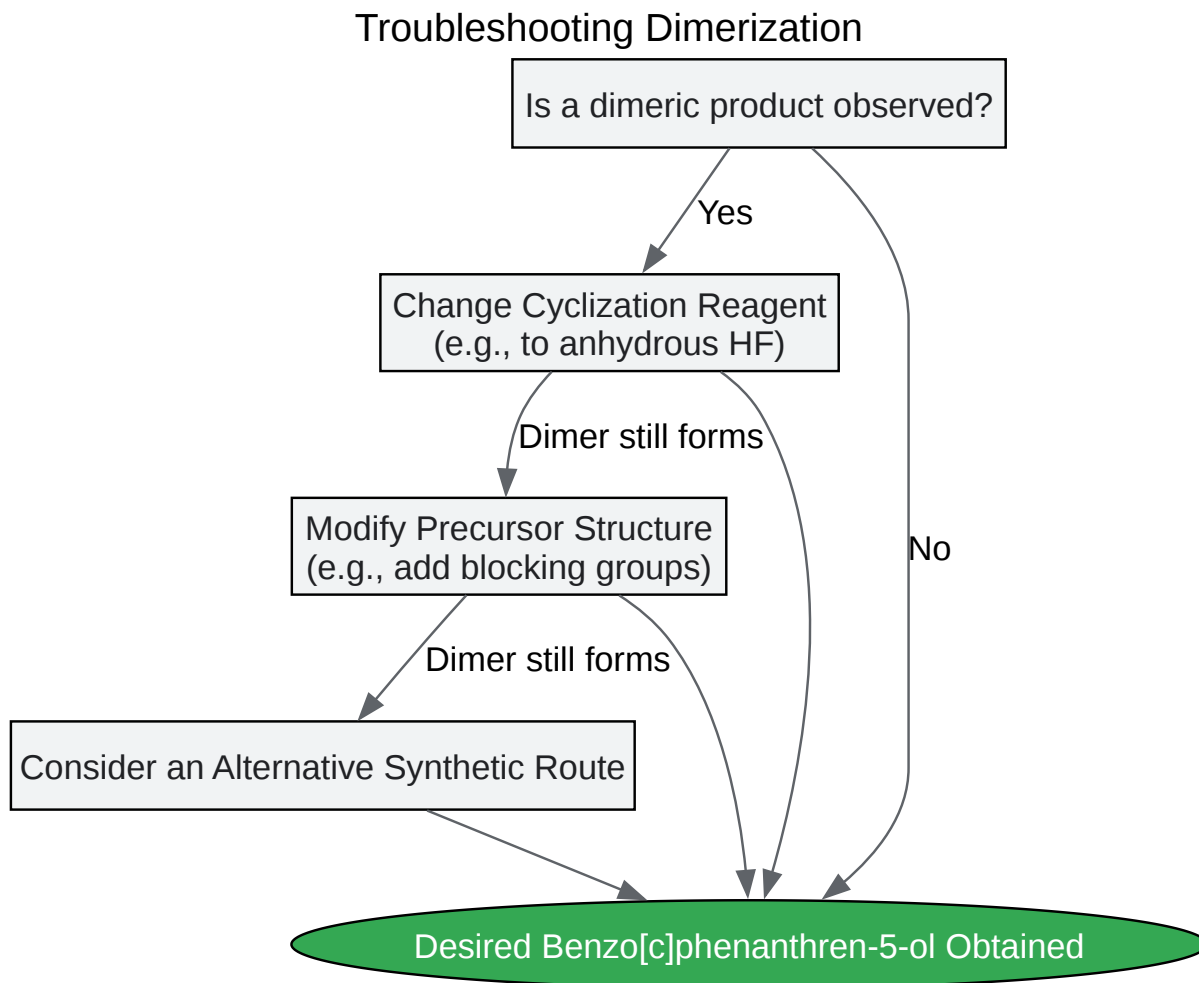 Troubleshooting Dimerization
Is a dimeric product observed?
Yes
Change Cyclization Reagent
(e.g., to anhydrous HF)
Dimer still forms
Modify Precursor Structure
(e.g., add blocking groups)
No
Dimer still forms
Consider an Alternative Synthetic Route
Desired Benzo[c]phenanthren-5-ol Obtained